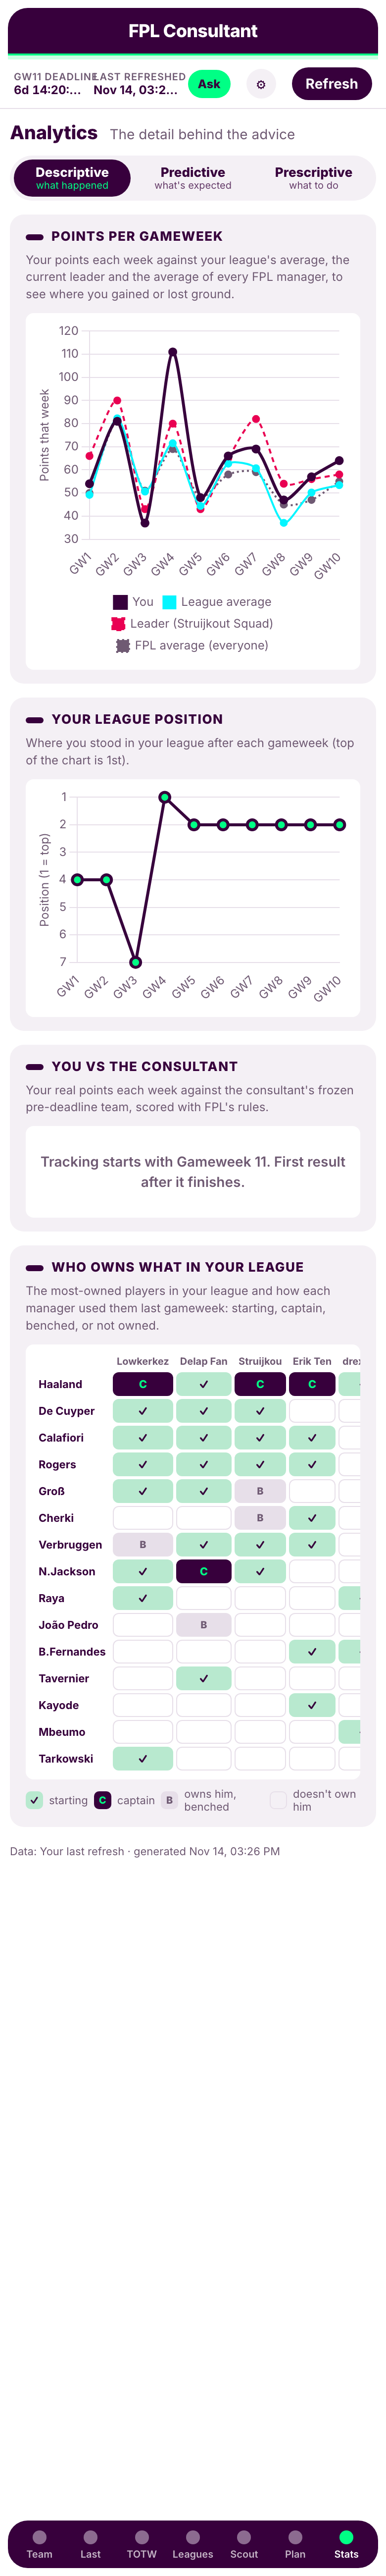 FPL Consultant
GW11 DEADLINE LAST REFRESHED
6d 14:20:... Nov 14, 03:2...
Ask
Refresh
Analytics The detail behind the advice
Descriptive
what happened
Predictive
what's expected
Prescriptive
what to do
POINTS PER GAMEWEEK
Your points each week against your league's average, the
current leader and the average of every FPL manager, to
see where you gained or lost ground.
Points that week
120
110
100
90
80
70
60
50
40
30
GW1 GW2 GW3 GW4 GW5 GW6 GW7 GW8 GW9 GW10
You League average
Leader (Struijkout Squad)
FPL average (everyone)
YOUR LEAGUE POSITION
Where you stood in your league after each gameweek (top
of the chart is 1st).
Position (1 = top)
1
2
3
4
5
6
7
GW1 GW2 GW3 GW4 GW5 GW6 GW7 GW8 GW9 GW10
YOU VS THE CONSULTANT
Your real points each week against the consultant's frozen
pre-deadline team, scored with FPL's rules.
Tracking starts with Gameweek 11. First result
after it finishes.
WHO OWNS WHAT IN YOUR LEAGUE
The most-owned players in your league and how each
manager used them last gameweek: starting, captain,
benched, or not owned.
Lowkerkez Delap Fan Struijkou Erik Ten
Haaland C ✓ C C
De Cuyper ✓ ✓ ✓
Calafiori ✓ ✓ ✓ ✓
Rogers ✓ ✓ ✓ ✓
Groß ✓ ✓ B
Cherki B ✓
Verbruggen B ✓ ✓ ✓
N.Jackson ✓ C ✓
Raya ✓
João Pedro B
B.Fernandes ✓
Tavernier ✓
Kayode ✓
Mbeumo
Tarkowski ✓
✓ starting C captain B owns him, benched doesn't own him
Data: Your last refresh · generated Nov 14, 03:26 PM
Team Last TOTW Leagues Scout Plan Stats